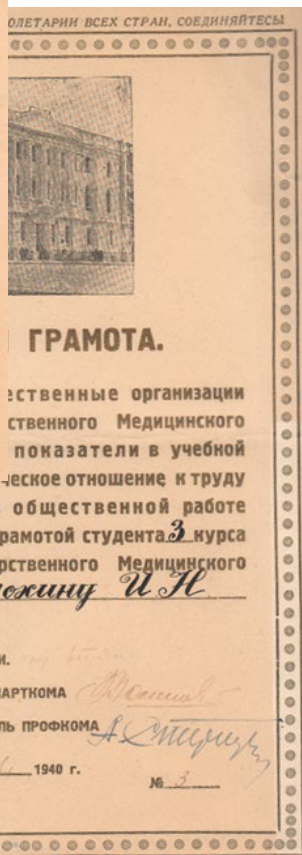 ОЛЕТАРИИ ВСЕХ СТРАН, СОЕДИНЯЙТЕСЬ
ГРАМОТА.
ественные организации
ственного Медицинского
показатели в учебной
ческое отношение к труду
общественной работе
рамотой студента 3 курса
рственного Медицинского
И Н
И.
АРТКОМА
ЛЬ ПРОФКОМА
1940 г.
№ 3